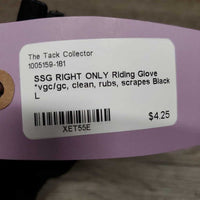 The Tack Collector
1005159-181
SSG RIGHT ONLY Riding Glove
*vgc/gc, clean, rubs, scrapes Black
L
$4.25
XET55E